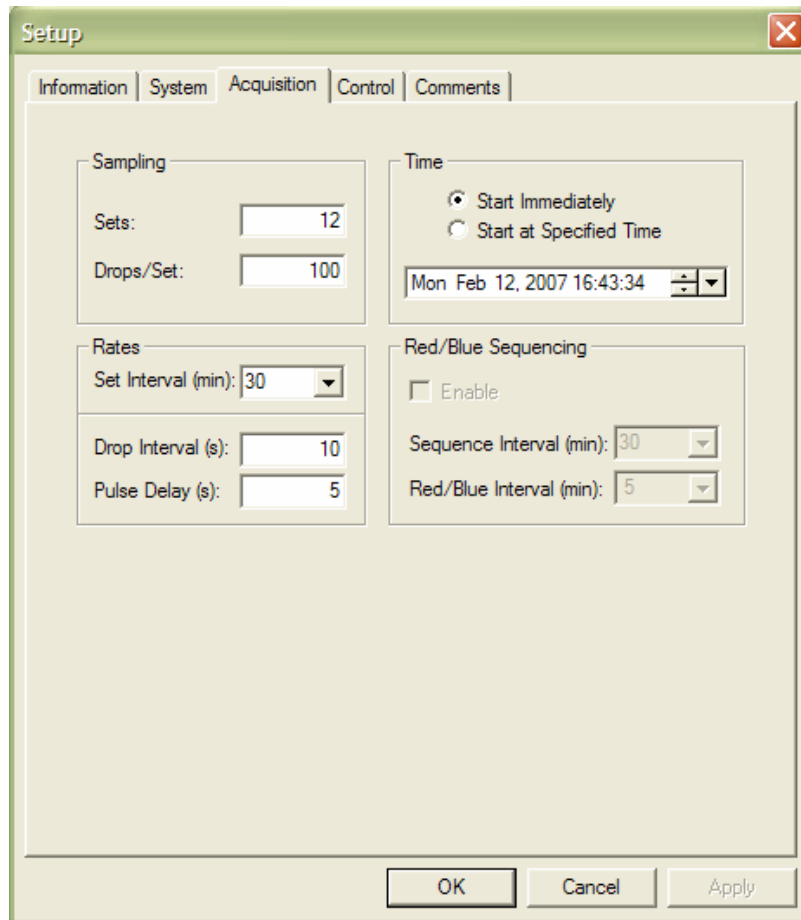 Setup
Information System Acquisition Control Comments
Sampling
Sets: 12
Drops/Set: 100
Time
Start Immediately
Start at Specified Time
Mon Feb 12, 2007 16:43:34
Rates
Set Interval (min): 30
Drop Interval (s): 10
Pulse Delay (s): 5
Red/Blue Sequencing
Enable
Sequence Interval (min): 30
Red/Blue Interval (min): 5
OK Cancel Apply